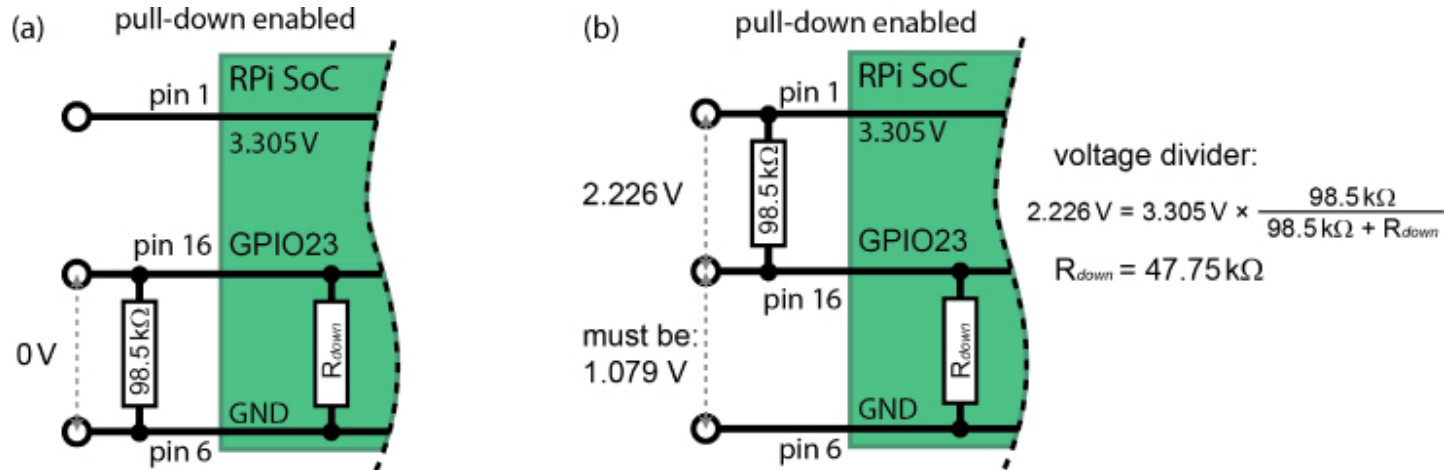 (a)
pull-down enabled
RPi SoC
pin 1
3.305 V
pin 16
GPIO23
0 V
98.5 kΩ
Rdown
GND
pin 6
(b)
pull-down enabled
RPi SoC
pin 1
3.305 V
2.226 V
98.5 kΩ
GPIO23
pin 16
must be:
1.079 V
Rdown
GND
pin 6
voltage divider:
2.226 V = 3.305 V × 98.5 kΩ / 98.5 kΩ + Rdown
Rdown = 47.75 kΩ